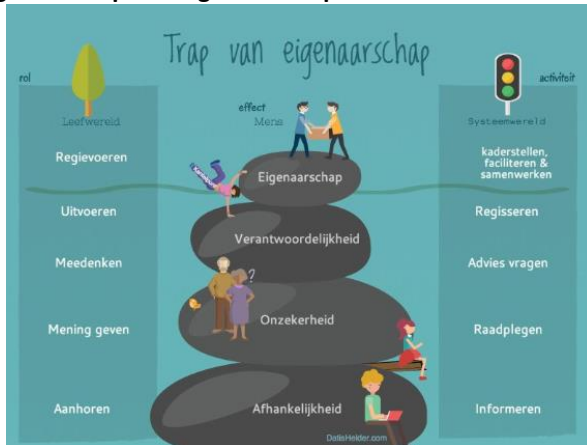 Trap van eigenaarschap
rol
effect
activiteit
Leefwereld
Mens
Systeemwereld
Regievoeren
Eigenaarschap
kaderstellen,
faciliteren &
samenwerken
Uitvoeren
Verantwoordelijkheid
Regisseren
Meedenken
Advies vragen
?
Mening geven
Onzekerheid
Raadplegen
Aanhoren
Afhankelijkheid
Informeren
DatisHelder.com